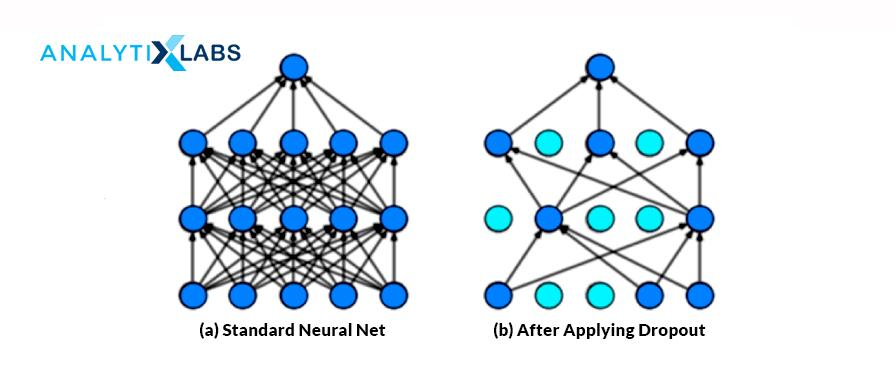 ANALYTIXLABS
(a) Standard Neural Net
(b) After Applying Dropout